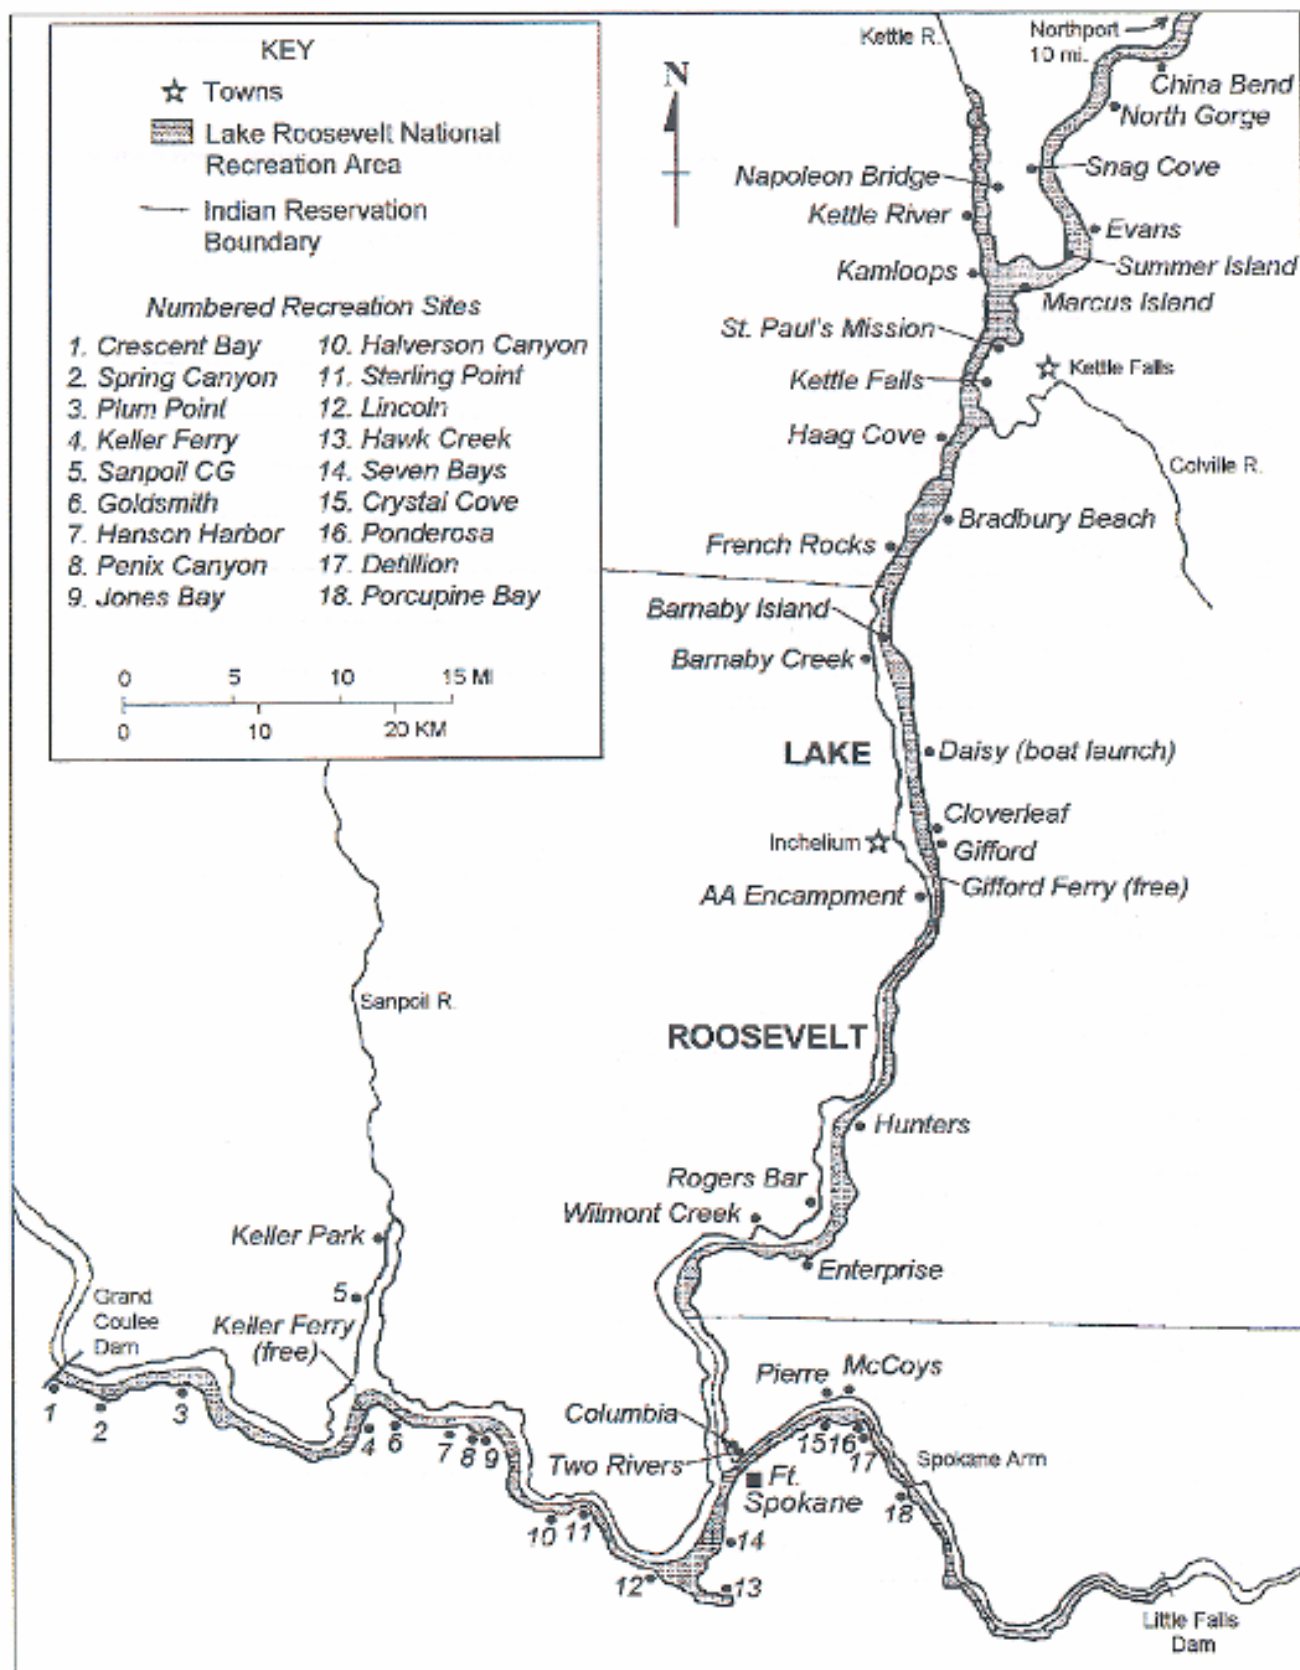 KEY
Towns
Lake Roosevelt National
Recreation Area
Indian Reservation
Boundary
Numbered Recreation Sites
1. Crescent Bay
2. Spring Canyon
3. Plum Point
4. Keller Ferry
5. Sanpoil CG
6. Goldsmith
7. Hanson Harbor
8. Penix Canyon
9. Jones Bay
10. Halverson Canyon
11. Sterling Point
12. Lincoln
13. Hawk Creek
14. Seven Bays
15. Crystal Cove
16. Ponderosa
17. Detillion
18. Porcupine Bay
0 5 10 15 MI
0 10 20 KM
N
Kettle R.
Northport
10 mi.
China Bend
North Gorge
Snag Cove
Napoleon Bridge
Kettle River
Evans
Kamloops
Summer Island
Marcus Island
St. Paul's Mission
Kettle Falls
Kettle Falls
Haag Cove
Colville R.
Bradbury Beach
French Rocks
Barnaby Island
Barnaby Creek
LAKE
Daisy (boat launch)
Cloverleaf
Inchelium
Gifford
Gifford Ferry (free)
AA Encampment
Sanpoil R.
ROOSEVELT
Hunters
Rogers Bar
Wilmont Creek
Keller Park
Enterprise
Grand
Coulee
Dam
5
Keller Ferry
(free)
Pierre
McCoys
1
2
3
4
6
7
8
9
Columbia
Two Rivers
15
16
17
Spokane Arm
Ft.
Spokane
18
10
11
14
12
13
Little Falls
Dam